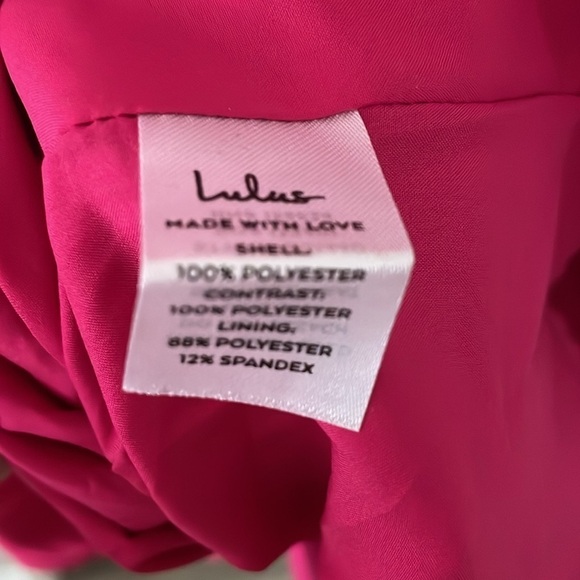 Lulus
MADE WITH LOVE
SHELL:
100% POLYESTER
CONTRAST:
100% POLYESTER
LINING:
88% POLYESTER
12% SPANDEX